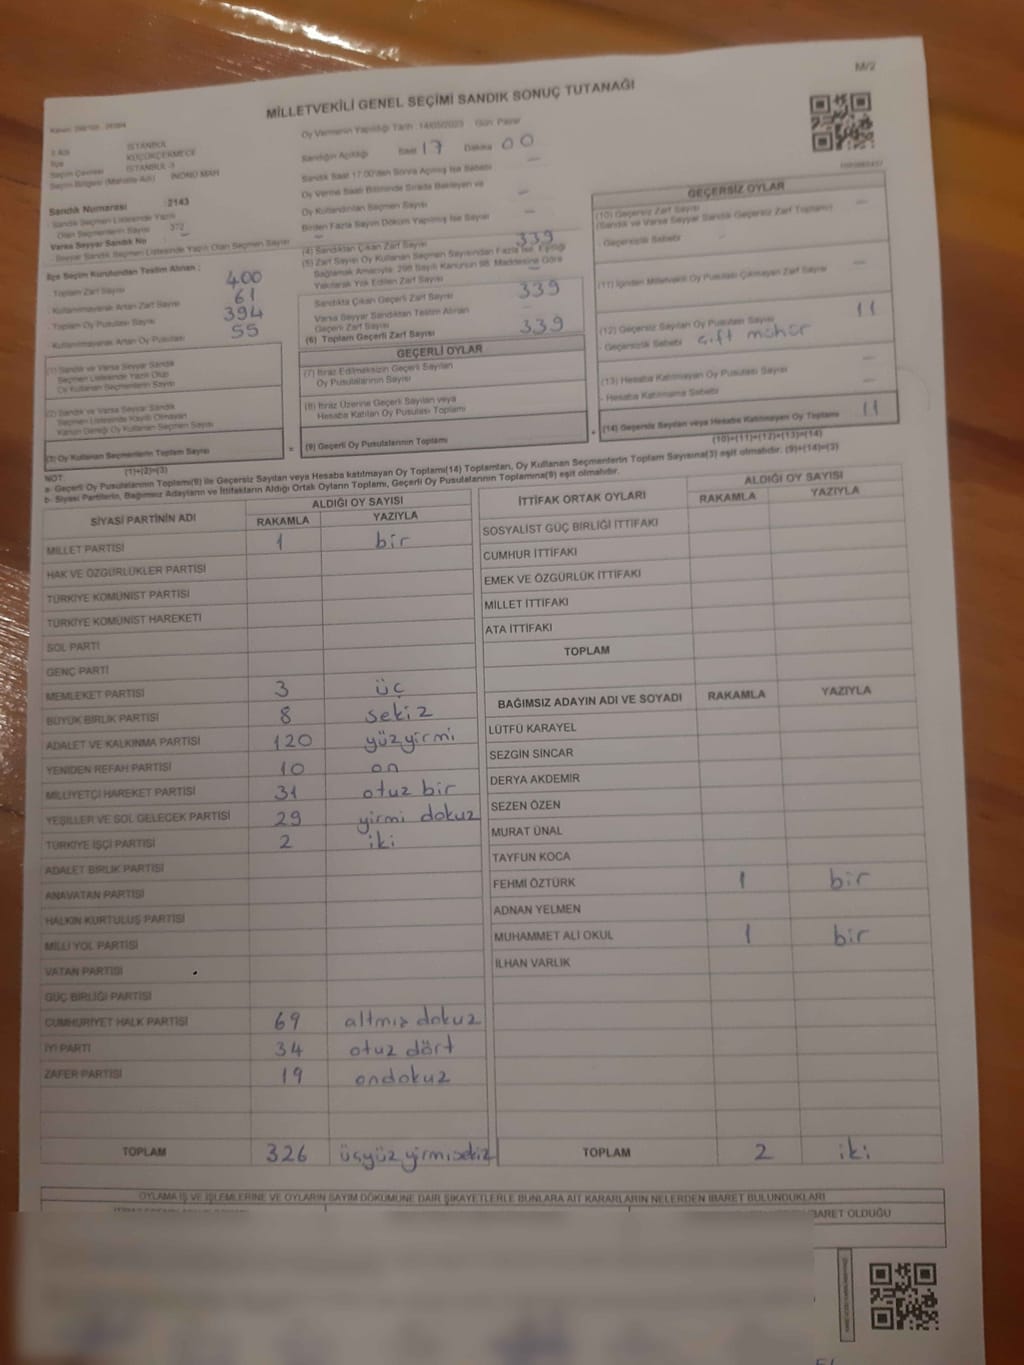 M/2
MİLLETVEKİLİ GENEL SEÇİMİ SANDIK SONUÇ TUTANAĞI
İl Adı İSTANBUL
İlçe KÜÇÜKÇEKMECE
Seçim Çevresi İSTANBUL -3
Seçim Bölgesi (Mahalle Adı) İNÖNÜ MAH
Sandık Numarası : 2143
Sandık Seçmen Listesinde Yazılı
Olan Seçmenlerin Sayısı 372
Varsa Seyyar Sandık No
Seyyar Sandık Seçmen Listesinde Yazılı Olan Seçmen Sayısı
İlçe Seçim Kurulundan Teslim Alınan :
Toplam Zarf Sayısı 400
Kullanılmayarak Artan Zarf Sayısı 61
Toplam Oy Pusulası Sayısı 394
Kullanılmayarak Artan Oy Pusulası 55
(1) Sandık ve Varsa Seyyar Sandık
Seçmen Listesinde Yazılı Olup
Oy Kullanan Seçmenlerin Sayısı
(2) Sandık ve Varsa Seyyar Sandık
Seçmen Listesinde Kayıtlı Olmayan
Kanun Gereği Oy Kullanan Seçmen Sayısı
(3) Oy Kullanan Seçmenlerin Toplam Sayısı
(1)+(2)=(3)
Oy Vermenin Yapıldığı Tarih : 14/05/2023 Gün: Pazar
Sandığın Açıldığı Saat 17 Dakika 00
Sandık Saat 17.00'den Sonra Açılmış İse Sebebi —
Oy Verme Saati Bitiminde Sırada Bekleyen ve
Oy Kullandırılan Seçmen Sayısı —
Birden Fazla Sayım Döküm Yapılmış İse Sayısı —
(4) Sandıktan Çıkan Zarf Sayısı 339
(5) Zarf Sayısı Oy Kullanan Seçmen Sayısından Fazla İse, Eşitliği
Sağlamak Amacıyla; 298 Sayılı Kanunun 98. Maddesine Göre
Yakılarak Yok Edilen Zarf Sayısı —
Sandıkta Çıkan Geçerli Zarf Sayısı 339
Varsa Seyyar Sandıktan Teslim Alınan
Geçerli Zarf Sayısı —
(6) Toplam Geçerli Zarf Sayısı 339
GEÇERLİ OYLAR
(7) İtiraz Edilmeksizin Geçerli Sayılan
Oy Pusulalarının Sayısı
(8) İtiraz Üzerine Geçerli Sayılan veya
Hesaba Katılan Oy Pusulası Toplamı
(9) Geçerli Oy Pusulalarının Toplamı
GEÇERSİZ OYLAR
(10) Geçersiz Zarf Sayısı —
(Sandık ve Varsa Seyyar Sandık Geçersiz Zarf Toplamı)
- Geçersizlik Sebebi —
(11) İçinden Milletvekili Oy Pusulası Çıkmayan Zarf Sayısı —
(12) Geçersiz Sayılan Oy Pusulası Sayısı 11
- Geçersizlik Sebebi çift mühür
(13) Hesaba Katılmayan Oy Pusulası Sayısı —
- Hesaba Katılmama Sebebi —
(14) Geçersiz Sayılan veya Hesaba Katılmayan Oy Toplamı 11
(10)+(11)+(12)+(13)=(14)
NOT:
a- Geçerli Oy Pusulalarının Toplamı(9) ile Geçersiz Sayılan veya Hesaba katılmayan Oy Toplamı(14) Toplamları, Oy Kullanan Seçmenlerin Toplam Sayısına(3) eşit olmalıdır. (9)+(14)=(3)
b- Siyasi Partilerin, Bağımsız Adayların ve İttifakların Aldığı Ortak Oyların Toplamı, Geçerli Oy Pusulalarının Toplamına(9) eşit olmalıdır.
SİYASİ PARTİNİN ADI ALDIĞI OY SAYISI
RAKAMLA YAZIYLA
MİLLET PARTİSİ 1 bir
HAK VE ÖZGÜRLÜKLER PARTİSİ
TÜRKİYE KOMÜNİST PARTİSİ
TÜRKİYE KOMÜNİST HAREKETİ
SOL PARTİ
GENÇ PARTİ
MEMLEKET PARTİSİ 3 üç
BÜYÜK BİRLİK PARTİSİ 8 sekiz
ADALET VE KALKINMA PARTİSİ 120 yüzyirmi
YENİDEN REFAH PARTİSİ 10 on
MİLLİYETÇİ HAREKET PARTİSİ 31 otuz bir
YEŞİLLER VE SOL GELECEK PARTİSİ 29 yirmi dokuz
TÜRKİYE İŞÇİ PARTİSİ 2 iki
ADALET BİRLİK PARTİSİ
ANAVATAN PARTİSİ
HALKIN KURTULUŞ PARTİSİ
MİLLİ YOL PARTİSİ
VATAN PARTİSİ
GÜÇ BİRLİĞİ PARTİSİ
CUMHURİYET HALK PARTİSİ 69 altmış dokuz
İYİ PARTİ 34 otuz dört
ZAFER PARTİSİ 19 ondokuz
TOPLAM 326 üçyüz yirmisekiz
İTTİFAK ORTAK OYLARI ALDIĞI OY SAYISI
RAKAMLA YAZIYLA
SOSYALİST GÜÇ BİRLİĞİ İTTİFAKI
CUMHUR İTTİFAKI
EMEK VE ÖZGÜRLÜK İTTİFAKI
MİLLET İTTİFAKI
ATA İTTİFAKI
TOPLAM
BAĞIMSIZ ADAYIN ADI VE SOYADI RAKAMLA YAZIYLA
LÜTFÜ KARAYEL
SEZGİN SİNCAR
DERYA AKDEMİR
SEZEN ÖZEN
MURAT ÜNAL
TAYFUN KOCA
FEHMİ ÖZTÜRK 1 bir
ADNAN YELMEN
MUHAMMET ALİ OKUL 1 bir
İLHAN VARLIK
TOPLAM 2 iki
OYLAMA İŞ VE İŞLEMLERİNE VE OYLARIN SAYIM DÖKÜMÜNE DAİR ŞİKAYETLERLE BUNLARA AİT KARARLARIN NELERDEN İBARET BULUNDUKLARI
İBARET OLDUĞU